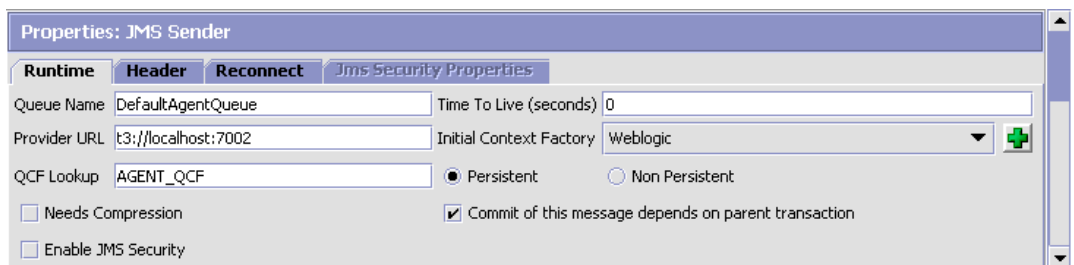 Properties: JMS Sender
Runtime Header Reconnect Jms Security Properties
Queue Name DefaultAgentQueue Time To Live (seconds) 0
Provider URL t3://localhost:7002 Initial Context Factory Weblogic
QCF Lookup AGENT_QCF Persistent Non Persistent
Needs Compression Commit of this message depends on parent transaction
Enable JMS Security